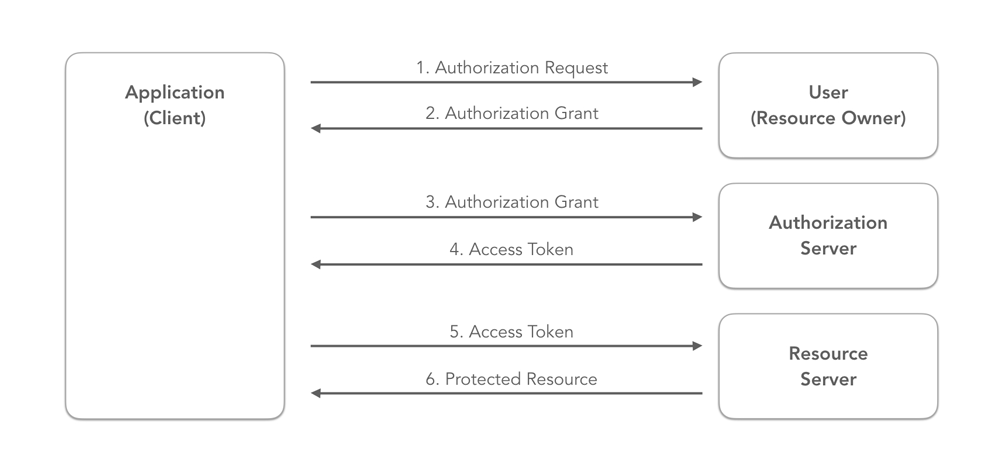 Application
(Client)
1. Authorization Request
2. Authorization Grant
User
(Resource Owner)
3. Authorization Grant
4. Access Token
Authorization
Server
5. Access Token
6. Protected Resource
Resource
Server